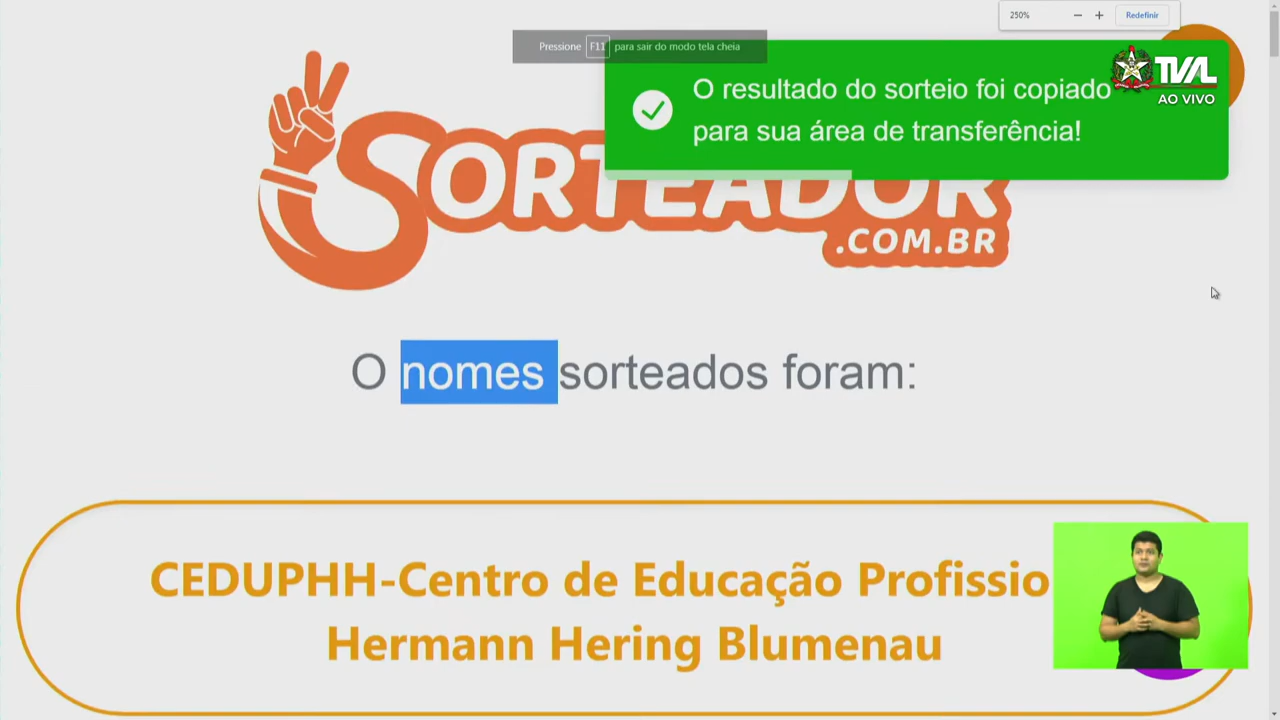 250%
Redefinir
Pressione F11 para sair do modo tela cheia
O resultado do sorteio foi copiado
para sua área de transferência!
TVAL
AO VIVO
SORTEADOR
.COM.BR
O nomes sorteados foram:
CEDUPHH-Centro de Educação Profissio
Hermann Hering Blumenau